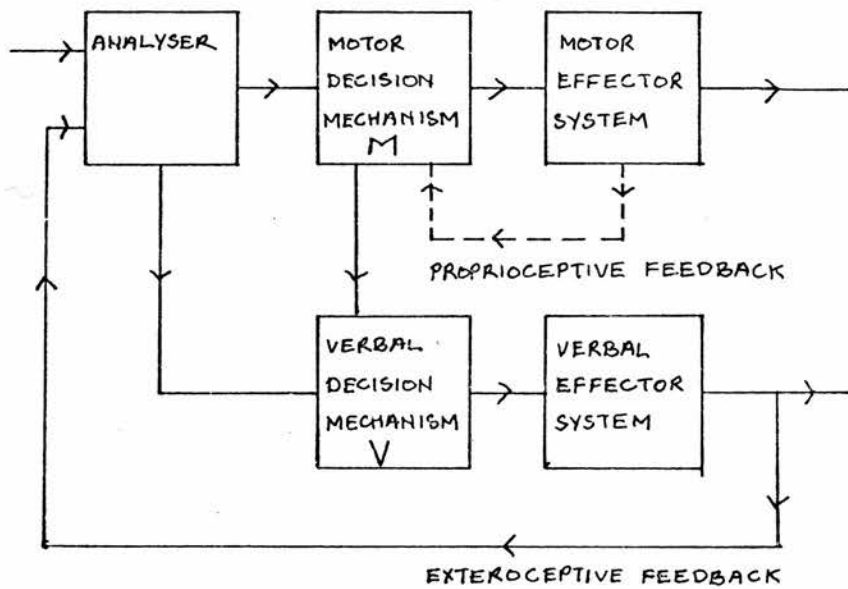 ANALYSER
MOTOR
DECISION
MECHANISM
M
MOTOR
EFFECTOR
SYSTEM
PROPRIOCEPTIVE FEEDBACK
VERBAL
DECISION
MECHANISM
V
VERBAL
EFFECTOR
SYSTEM
EXTEROCEPTIVE FEEDBACK